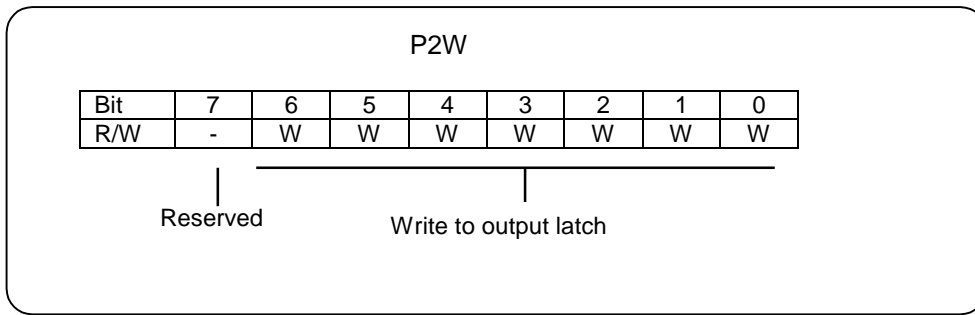 P2W
Bit 7 6 5 4 3 2 1 0
R/W - W W W W W W W
Reserved
Write to output latch